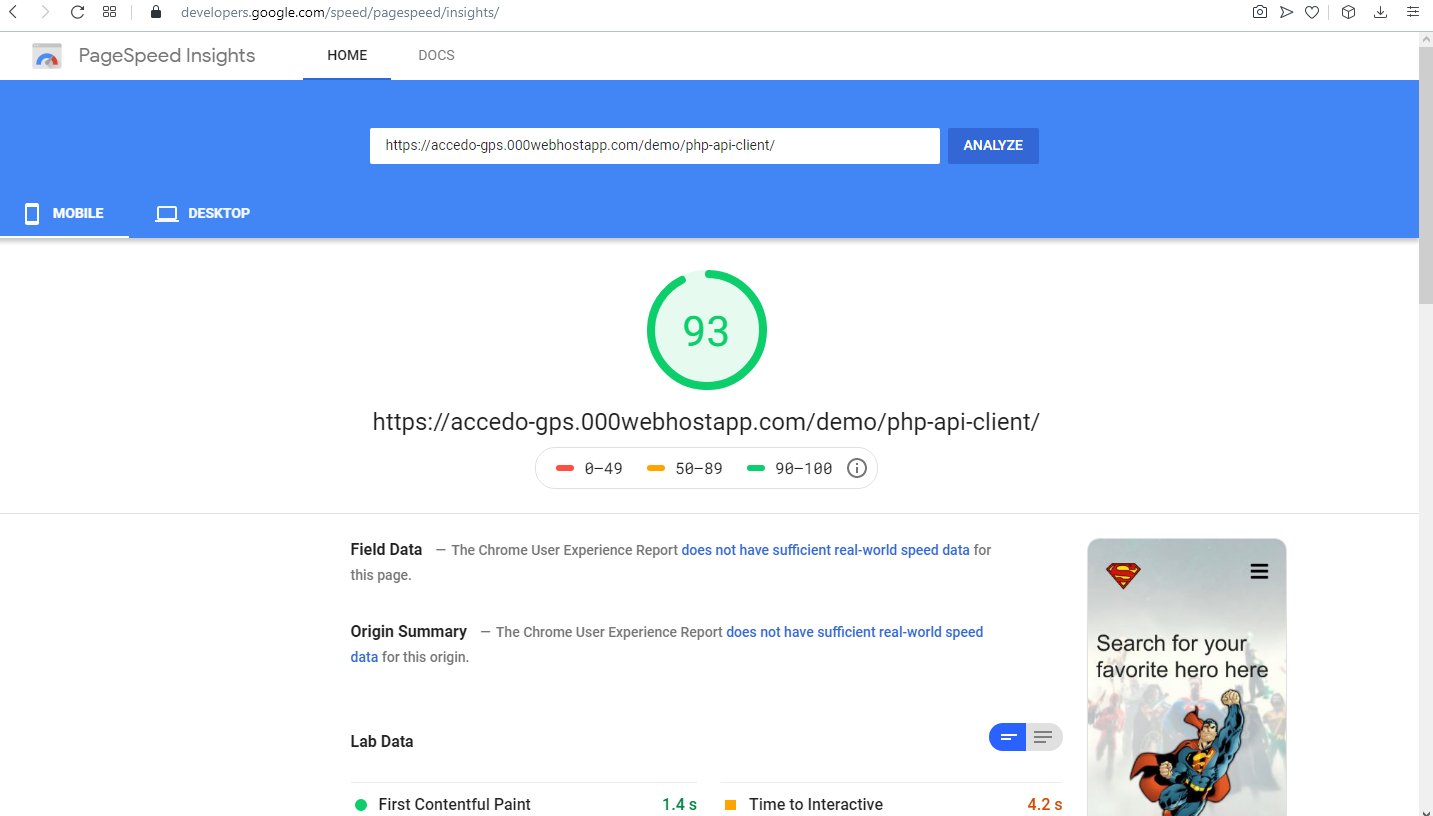 developers.google.com/speed/pagespeed/insights/
PageSpeed Insights
HOME
DOCS
https://accedo-gps.000webhostapp.com/demo/php-api-client/
ANALYZE
MOBILE
DESKTOP
93
https://accedo-gps.000webhostapp.com/demo/php-api-client/
0–49
50–89
90–100
Field Data — The Chrome User Experience Report does not have sufficient real-world speed data for
this page.
Origin Summary — The Chrome User Experience Report does not have sufficient real-world speed
data for this origin.
Lab Data
First Contentful Paint 1.4 s
Time to Interactive 4.2 s
Search for your
favorite hero here